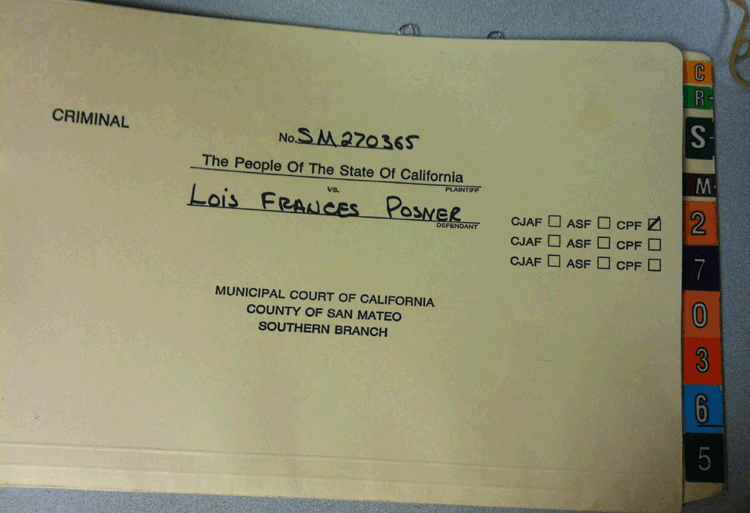 CRIMINAL
No. SM270365
The People Of The State Of California
PLAINTIFF
vs.
Lois FRANCES POSNER
DEFENDANT
CJAF ☐ ASF ☐ CPF ☑
CJAF ☐ ASF ☐ CPF ☐
CJAF ☐ ASF ☐ CPF ☐
MUNICIPAL COURT OF CALIFORNIA
COUNTY OF SAN MATEO
SOUTHERN BRANCH
C
R
S
M
2
7
0
3
6
5